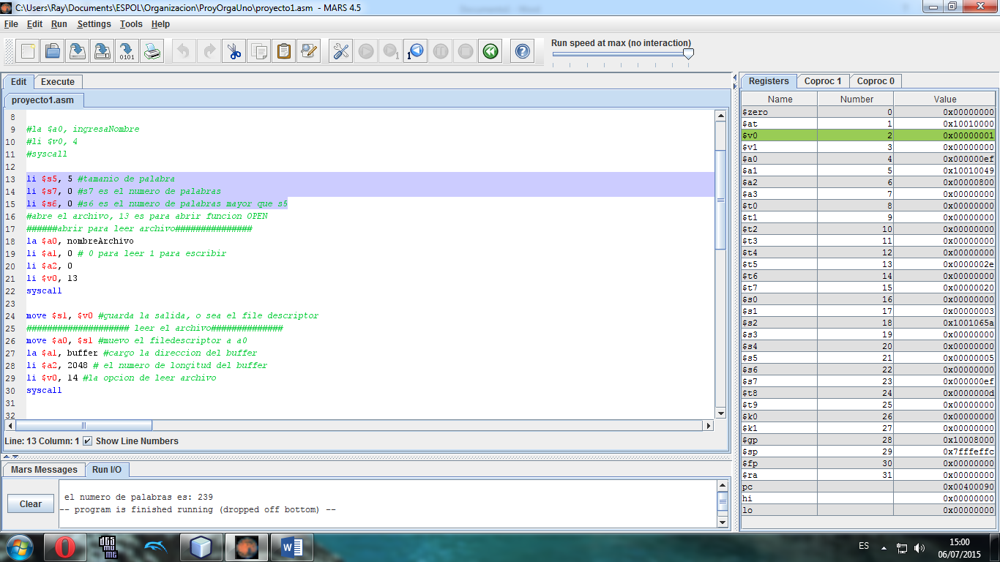 C:\Users\Ray\Documents\ESPOL\Organizacion\ProyOrgaUno\proyecto1.asm - MARS 4.5
File Edit Run Settings Tools Help
Run speed at max (no interaction)
Edit Execute
proyecto1.asm
8
9 #la $a0, ingresaNombre
10 #li $v0, 4
11 #syscall
12
13 li $s5, 5 #tamanio de palabra
14 li $s7, 0 #s7 es el numero de palabras
15 li $s6, 0 #s6 es el numero de palabras mayor que s5
16 #abre el archivo, 13 es para abrir funcion OPEN
17 ######abrir para leer archivo###############
18 la $a0, nombreArchivo
19 li $a1, 0 # 0 para leer 1 para escribir
20 li $a2, 0
21 li $v0, 13
22 syscall
23
24 move $s1, $v0 #guarda la salida, o sea el file descriptor
25 #################### leer el archivo##############
26 move $a0, $s1 #muevo el filedescriptor a a0
27 la $a1, buffer #cargo la direccion del buffer
28 li $a2, 2048 # el numero de longitud del buffer
29 li $v0, 14 #la opcion de leer archivo
30 syscall
31
32
Line: 13 Column: 1 Show Line Numbers
Mars Messages Run I/O
Clear
el numero de palabras es: 239
-- program is finished running (dropped off bottom) --
Registers Coproc 1 Coproc 0
Name Number Value
$zero 0 0x00000000
$at 1 0x10010000
$v0 2 0x00000001
$v1 3 0x00000000
$a0 4 0x000000ef
$a1 5 0x10010049
$a2 6 0x00000800
$a3 7 0x00000000
$t0 8 0x00000000
$t1 9 0x00000000
$t2 10 0x00000000
$t3 11 0x00000000
$t4 12 0x00000000
$t5 13 0x0000002e
$t6 14 0x00000000
$t7 15 0x00000020
$s0 16 0x00000000
$s1 17 0x00000003
$s2 18 0x1001065a
$s3 19 0x00000000
$s4 20 0x00000000
$s5 21 0x00000005
$s6 22 0x00000000
$s7 23 0x000000ef
$t8 24 0x0000000d
$t9 25 0x00000000
$k0 26 0x00000000
$k1 27 0x00000000
$gp 28 0x10008000
$sp 29 0x7fffeffc
$fp 30 0x00000000
$ra 31 0x00000000
pc 0x00400090
hi 0x00000000
lo 0x00000000
ES
15:00
06/07/2015